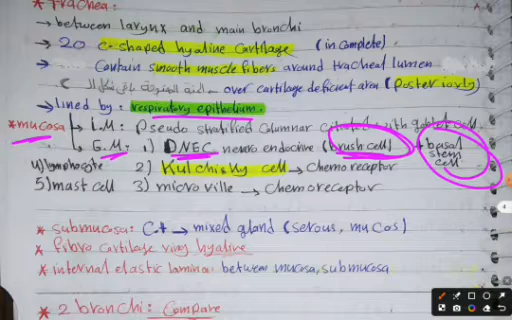 * Trachea:
→ between larynx and main bronchi
→ 20 c-shaped hyaline cartilage (incomplete).
→ Contain smooth muscle fibers around tracheal lumen
over cartilage deficient area (Posteriorly)
→ lined by: respiratory epithelium.
*mucosa L.M: Pseudo stratified columnar ciliated with goblet cell.
E.M: 1) DNEC neuro endocrine (brush cell) + basal stem cell
4) lymphocyte 2) Kulchisky cell → chemoreceptor
5) mast cell 3) microville → chemoreceptor
* submucosa: C.t → mixed gland (serous, mucos)
* Fibro cartilage ring hyaline
* internal elastic lamina: between mucosa, submucosa
* 2 bronchi: Compare